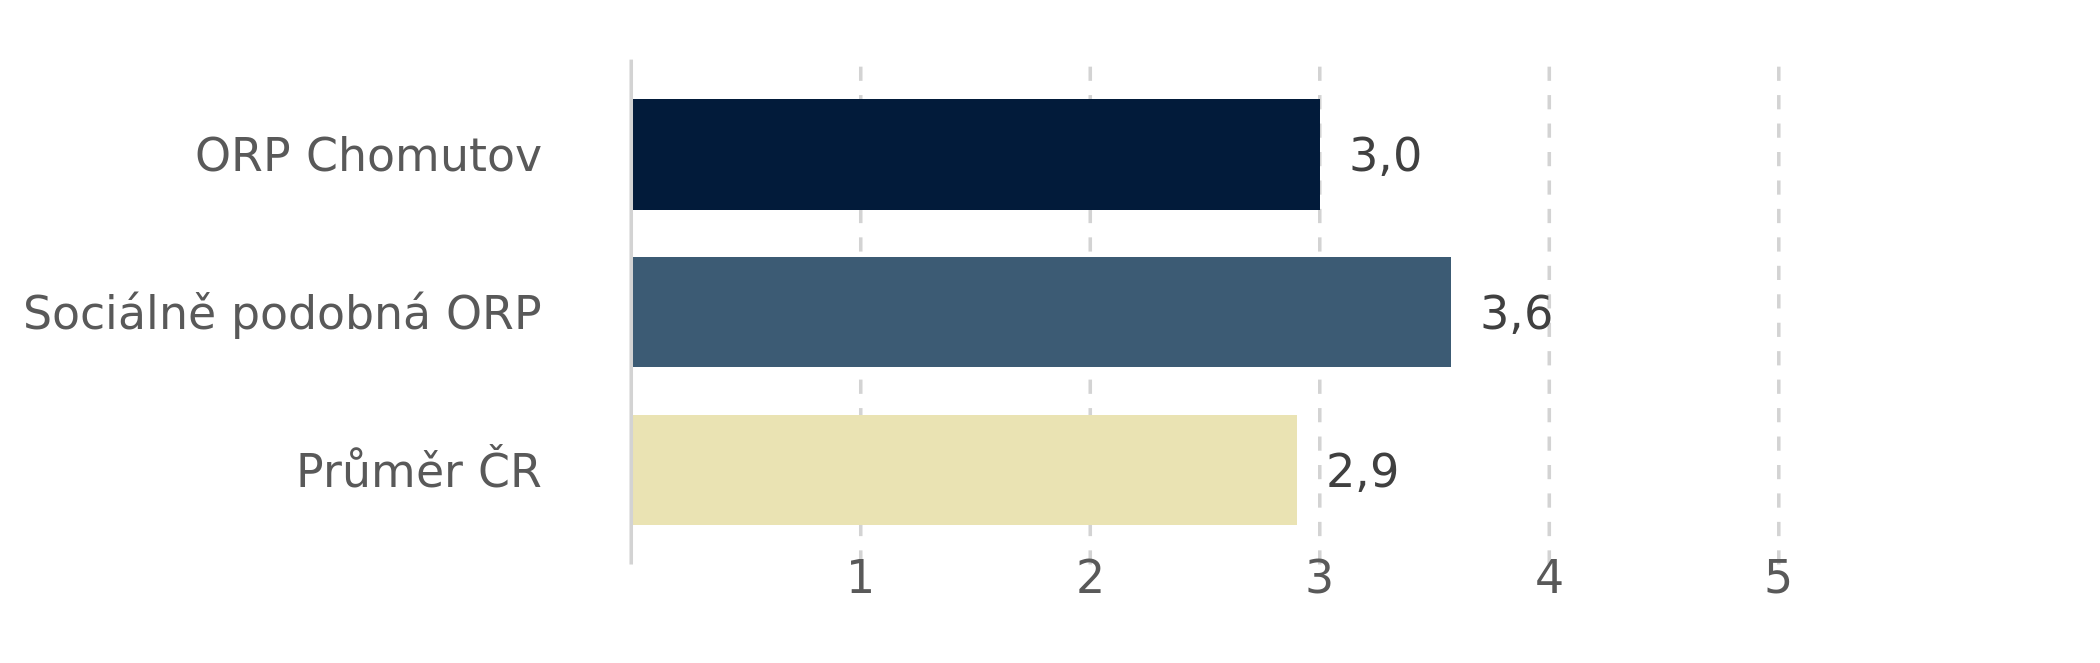 ORP Chomutov
3,0
Sociálně podobná ORP
3,6
Průměr ČR
2,9
1 2 3 4 5